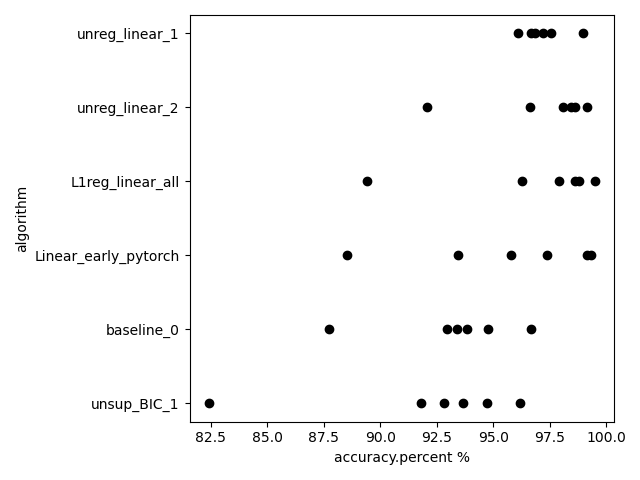 unreg_linear_1
unreg_linear_2
L1reg_linear_all
Linear_early_pytorch
baseline_0
unsup_BIC_1
algorithm
82.5 85.0 87.5 90.0 92.5 95.0 97.5 100.0
accuracy.percent %